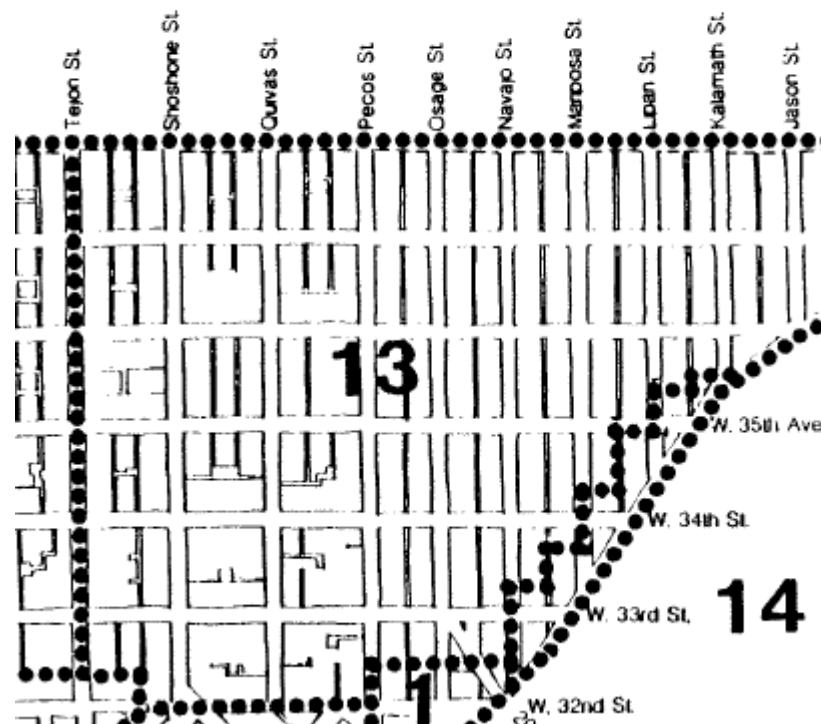 Tejon St.
Shoshone St.
Quivas St.
Pecos St.
Osage St.
Navajo St.
Mariposa St.
Lipan St.
Kalamath St.
Jason St.
13
W. 35th Ave
W. 34th St.
14
W. 33rd St.
1
W. 32nd St.